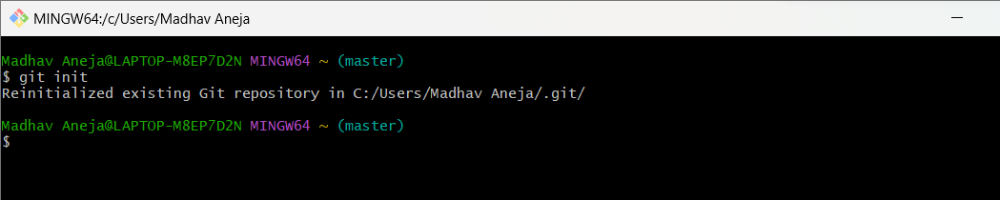 MINGW64:/c/Users/Madhav Aneja
Madhav Aneja@LAPTOP-M8EP7D2N MINGW64 ~ (master)
$ git init
Reinitialized existing Git repository in C:/Users/Madhav Aneja/.git/
Madhav Aneja@LAPTOP-M8EP7D2N MINGW64 ~ (master)
$